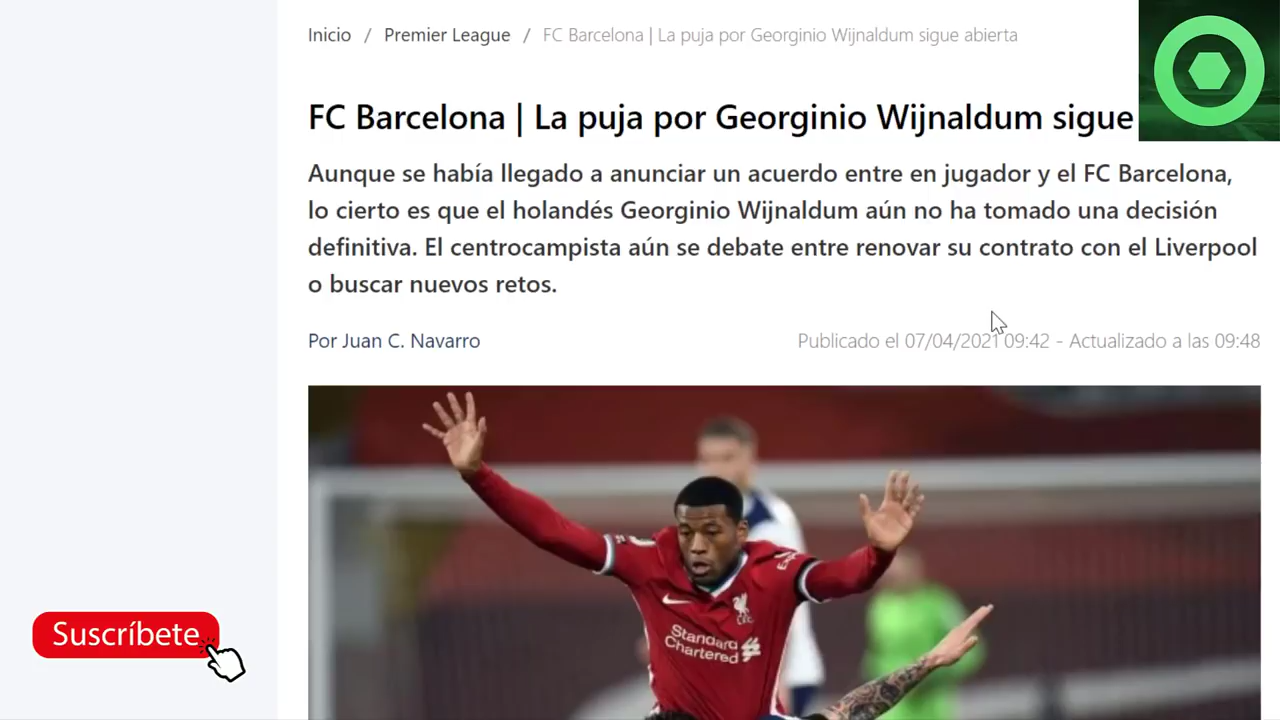 Inicio / Premier League / FC Barcelona | La puja por Georginio Wijnaldum sigue abierta
FC Barcelona | La puja por Georginio Wijnaldum sigue
Aunque se había llegado a anunciar un acuerdo entre en jugador y el FC Barcelona,
lo cierto es que el holandés Georginio Wijnaldum aún no ha tomado una decisión
definitiva. El centrocampista aún se debate entre renovar su contrato con el Liverpool
o buscar nuevos retos.
Por Juan C. Navarro
Publicado el 07/04/2021 09:42 - Actualizado a las 09:48
Standard
Chartered
Suscríbete